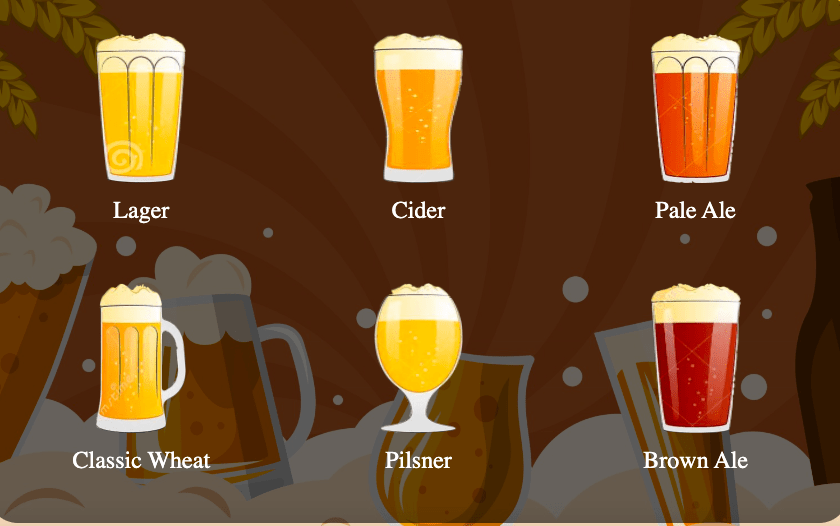 Lager
Cider
Pale Ale
Classic Wheat
Pilsner
Brown Ale